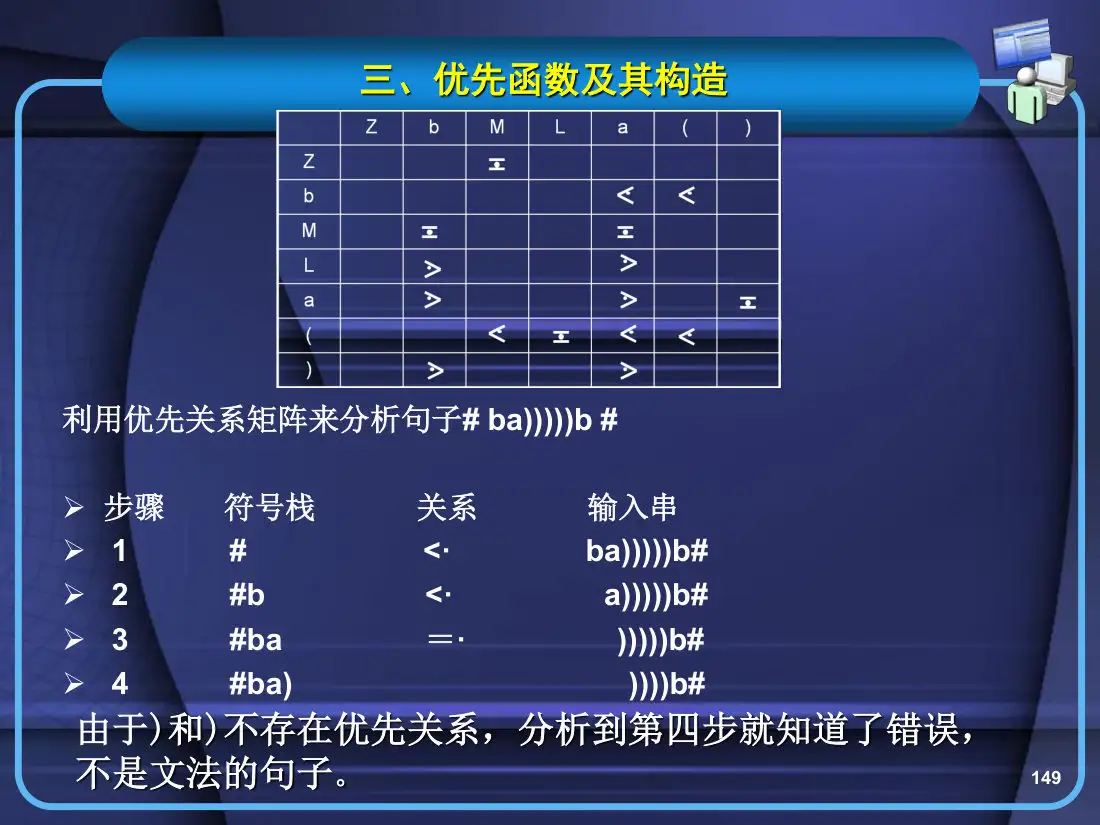 三、优先函数及其构造
Z b M L a ( )
Z ≐
b ⋖ ⋖
M ≐ ≐
L ⋗ ⋗
a ⋗ ⋗ ≐
( ⋖ ≐ ⋖ ⋖
) ⋗ ⋗
利用优先关系矩阵来分析句子# ba)))))b #
➢ 步骤 符号栈 关系 输入串
➢ 1 # <· ba)))))b#
➢ 2 #b <· a)))))b#
➢ 3 #ba ＝· )))))b#
➢ 4 #ba) ))))b#
由于)和)不存在优先关系，分析到第四步就知道了错误，
不是文法的句子。
149